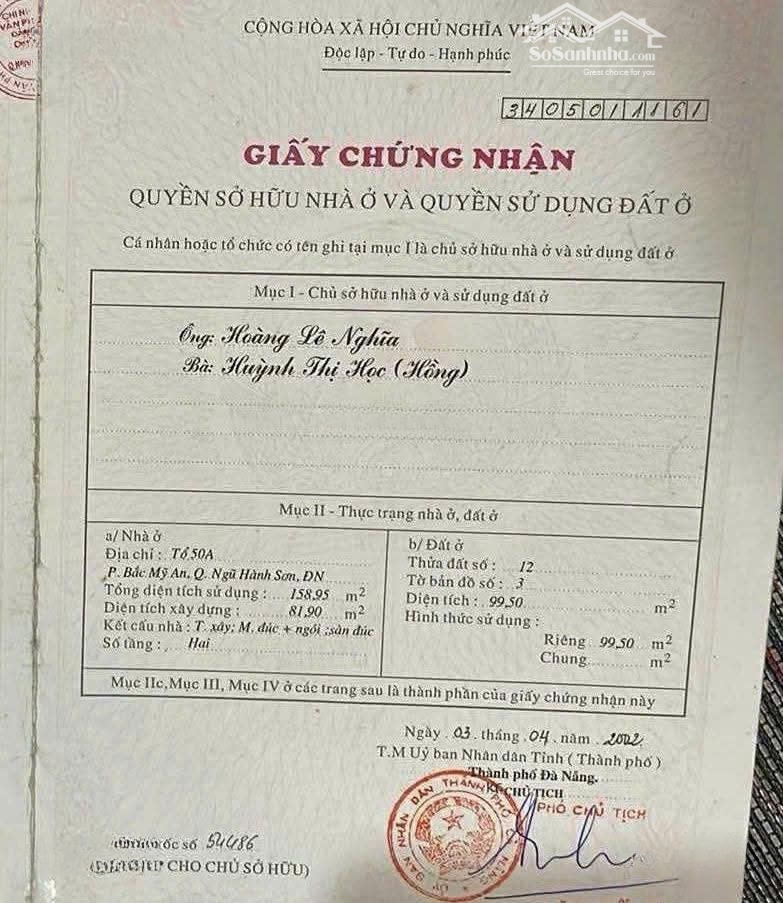 CỘNG HÒA XÃ HỘI CHỦ NGHĨA VIỆT NAM
Độc lập - Tự do - Hạnh phúc
SoSanhnha.com
Great choice for you
3405011161
GIẤY CHỨNG NHẬN
QUYỀN SỞ HỮU NHÀ Ở VÀ QUYỀN SỬ DỤNG ĐẤT Ở
Cá nhân hoặc tổ chức có tên ghi tại mục I là chủ sở hữu nhà ở và sử dụng đất ở
Mục I - Chủ sở hữu nhà ở và sử dụng đất ở
Ông: Hoàng Lê Nghĩa
Bà: Huỳnh Thị Học (Hồng)
Mục II - Thực trạng nhà ở, đất ở
a/ Nhà ở
Địa chỉ : Tổ 50A
P. Bắc Mỹ An, Q. Ngũ Hành Sơn, ĐN
Tổng diện tích sử dụng : 158,95 m2
Diện tích xây dựng : 81,90 m2
Kết cấu nhà : T. xây; M. đúc + ngói ;sàn đúc
Số tầng : Hai
b/ Đất ở
Thửa đất số : 12
Tờ bản đồ số : 3
Diện tích : 99,50 m2
Hình thức sử dụng :
Riêng 99,50 m2
Chung m2
Mục IIc,Mục III, Mục IV ở các trang sau là thành phần của giấy chứng nhận này
Ngày 03 tháng 04 năm 2002
T.M Uỷ ban Nhân dân Tỉnh ( Thành phố )
Thành phố Đà Nẵng.
KT CHỦ TỊCH
PHÓ CHỦ TỊCH
ốc số 54486
CHO CHỦ SỞ HỮU)